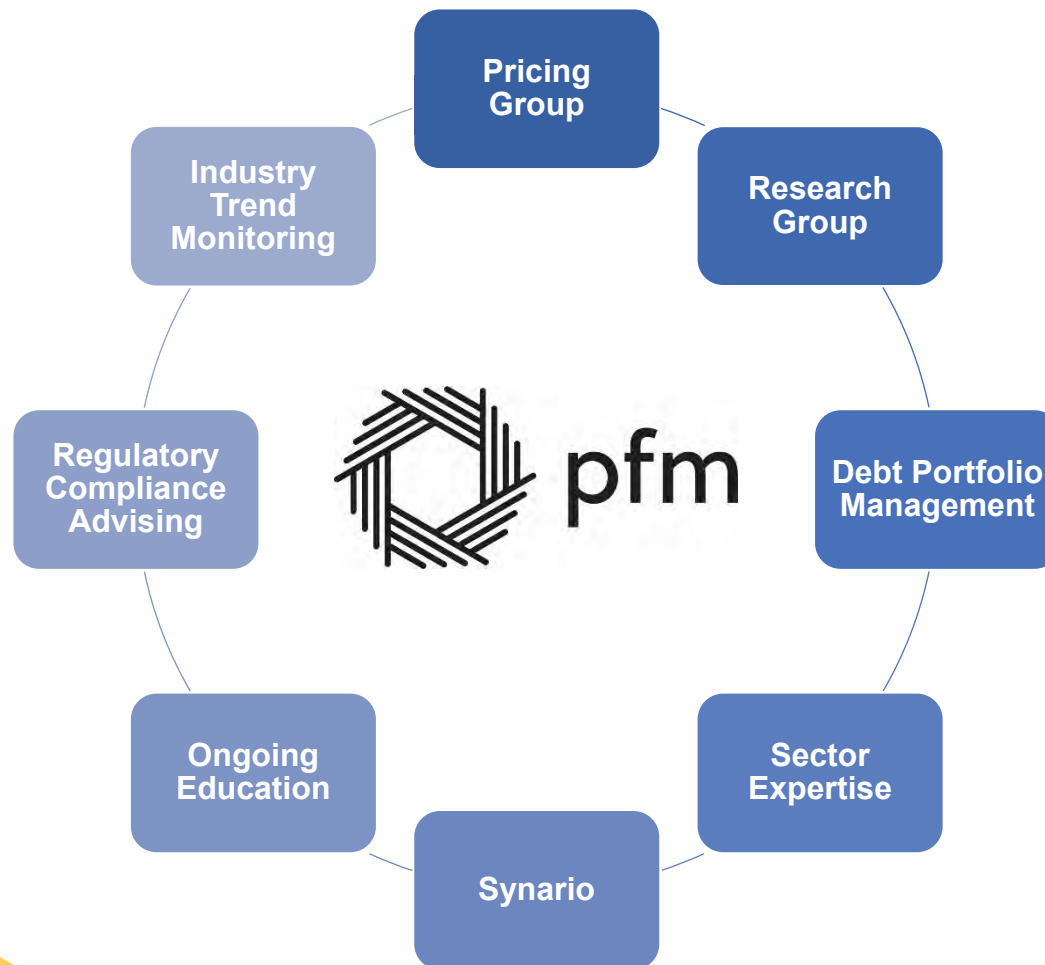 Pricing
Group
Research
Group
Debt Portfolio
Management
Sector
Expertise
Synario
Ongoing
Education
Regulatory
Compliance
Advising
Industry
Trend
Monitoring
pfm